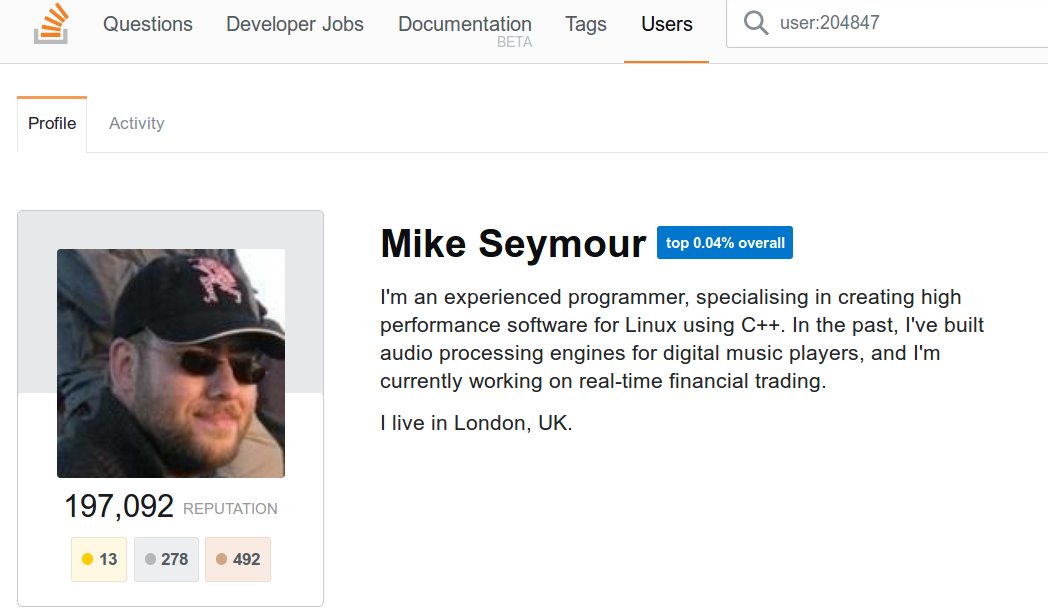 Questions Developer Jobs Documentation Tags Users user:204847
BETA
Profile Activity
Mike Seymour top 0.04% overall
I'm an experienced programmer, specialising in creating high
performance software for Linux using C++. In the past, I've built
audio processing engines for digital music players, and I'm
currently working on real-time financial trading.
I live in London, UK.
197,092 REPUTATION
13 278 492